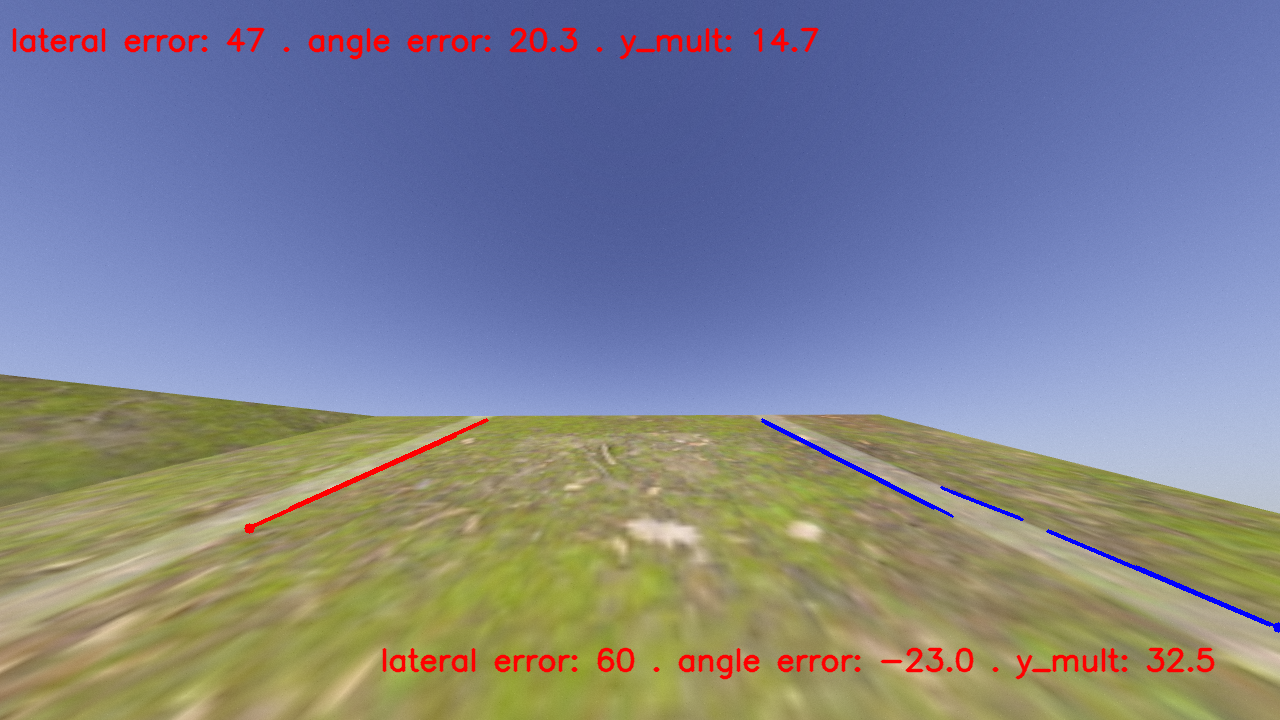 lateral error: 47 . angle error: 20.3 . y_mult: 14.7
lateral error: 60 . angle error: -23.0 . y_mult: 32.5